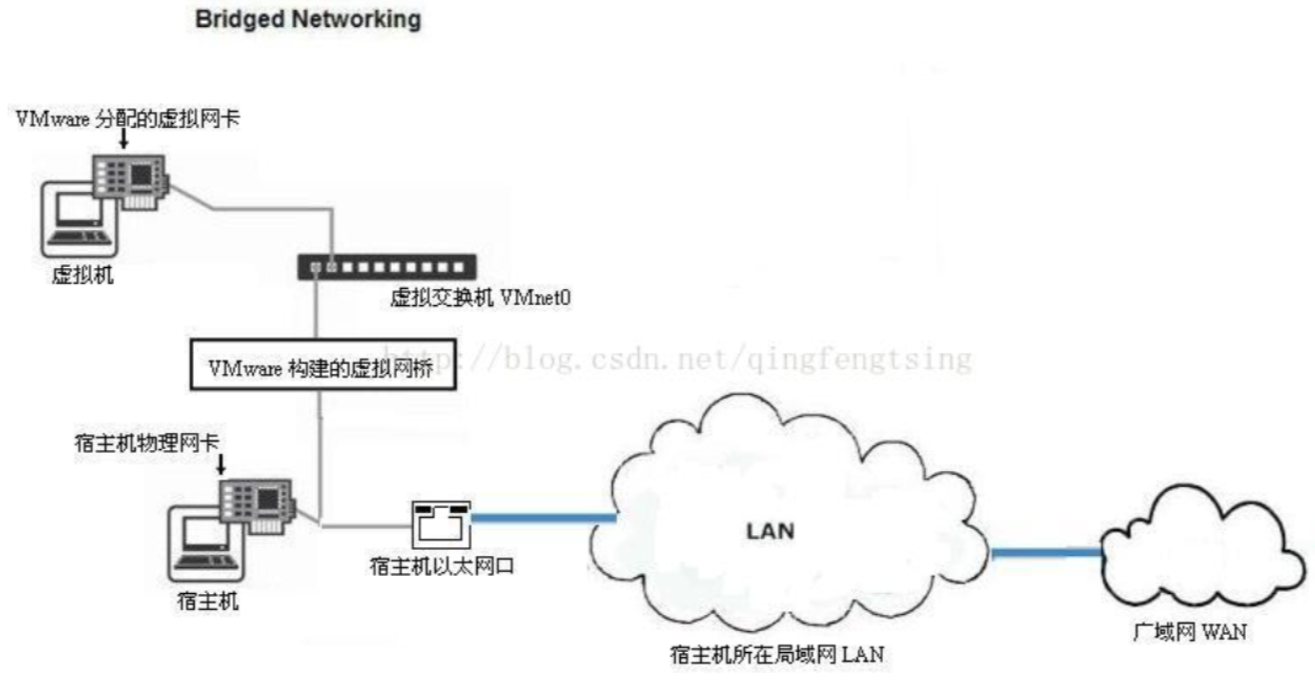 Bridged Networking
VMware 分配的虚拟网卡
虚拟机
虚拟交换机 VMnet0
VMware 构建的虚拟网桥
http://blog.csdn.net/qingfengtsing
宿主机物理网卡
LAN
宿主机以太网口
宿主机
广域网 WAN
宿主机所在局域网 LAN